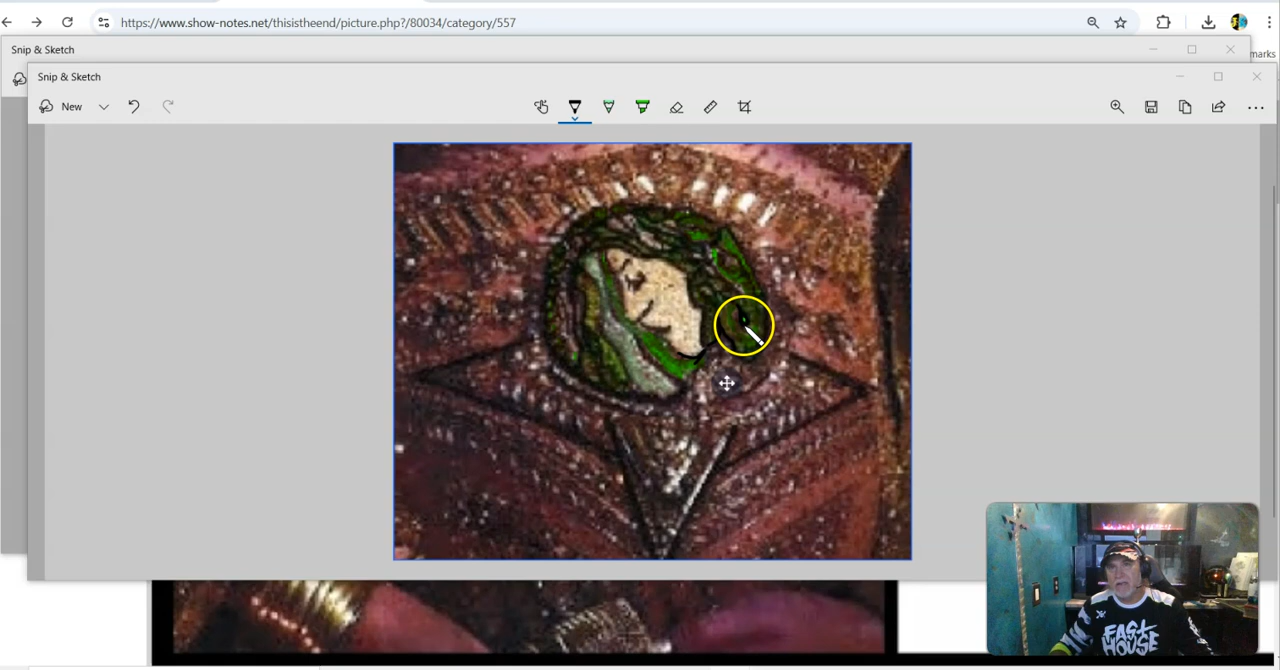 https://www.show-notes.net/thisistheend/picture.php?/80034/category/557
Snip & Sketch
marks
Snip & Sketch
New
FAST
HOUSE